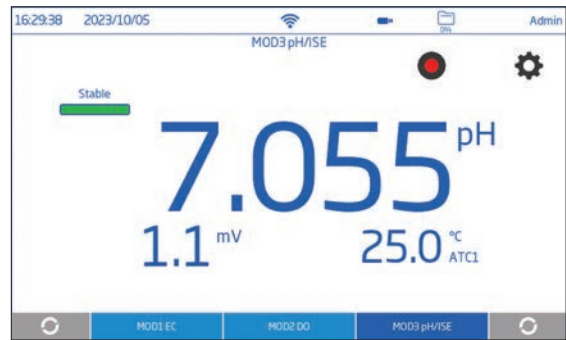 16:29:38 2023/10/05 0% Admin
MOD3 pH/ISE
Stable
7.055 pH
1.1 mV 25.0 °C
ATC1
MOD1 EC MOD2 DO MOD3 pH/ISE